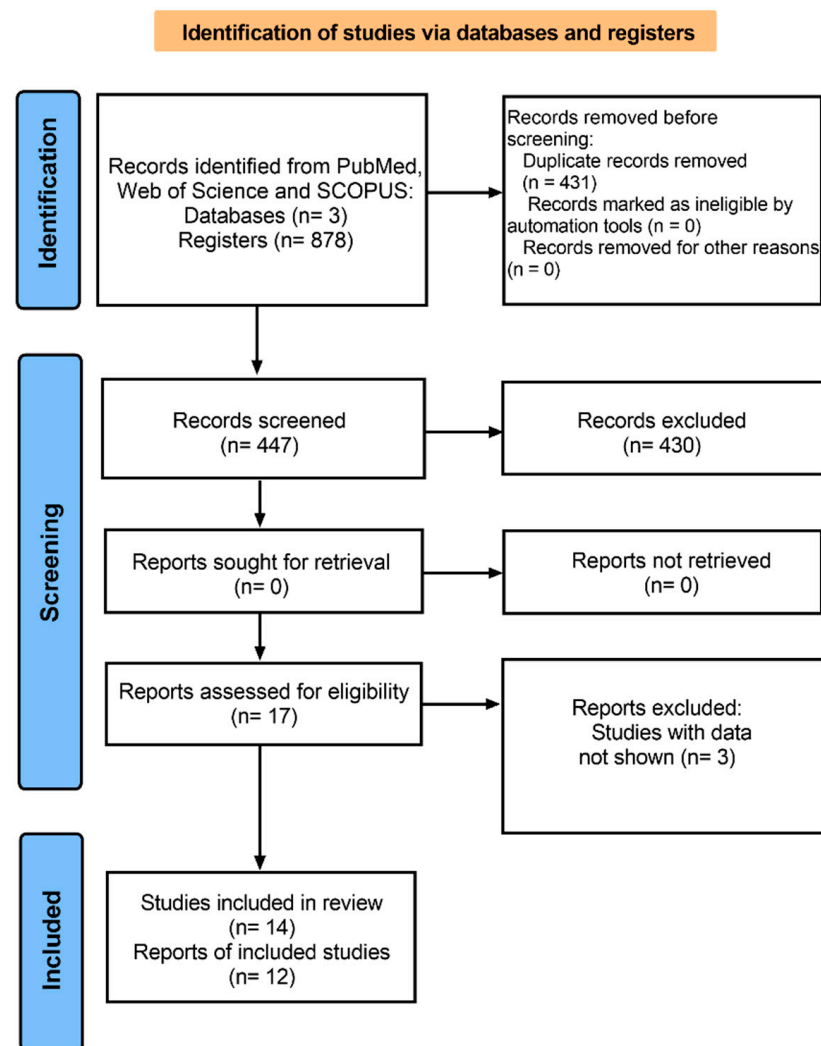 Identification of studies via databases and registers
Identification
Records identified from PubMed,
Web of Science and SCOPUS:
Databases (n= 3)
Registers (n= 878)
Records removed before
screening:
Duplicate records removed
(n = 431)
Records marked as ineligible by
automation tools (n = 0)
Records removed for other reasons
(n = 0)
Screening
Records screened
(n= 447)
Records excluded
(n= 430)
Reports sought for retrieval
(n= 0)
Reports not retrieved
(n= 0)
Reports assessed for eligibility
(n= 17)
Reports excluded:
Studies with data
not shown (n= 3)
Included
Studies included in review
(n= 14)
Reports of included studies
(n= 12)